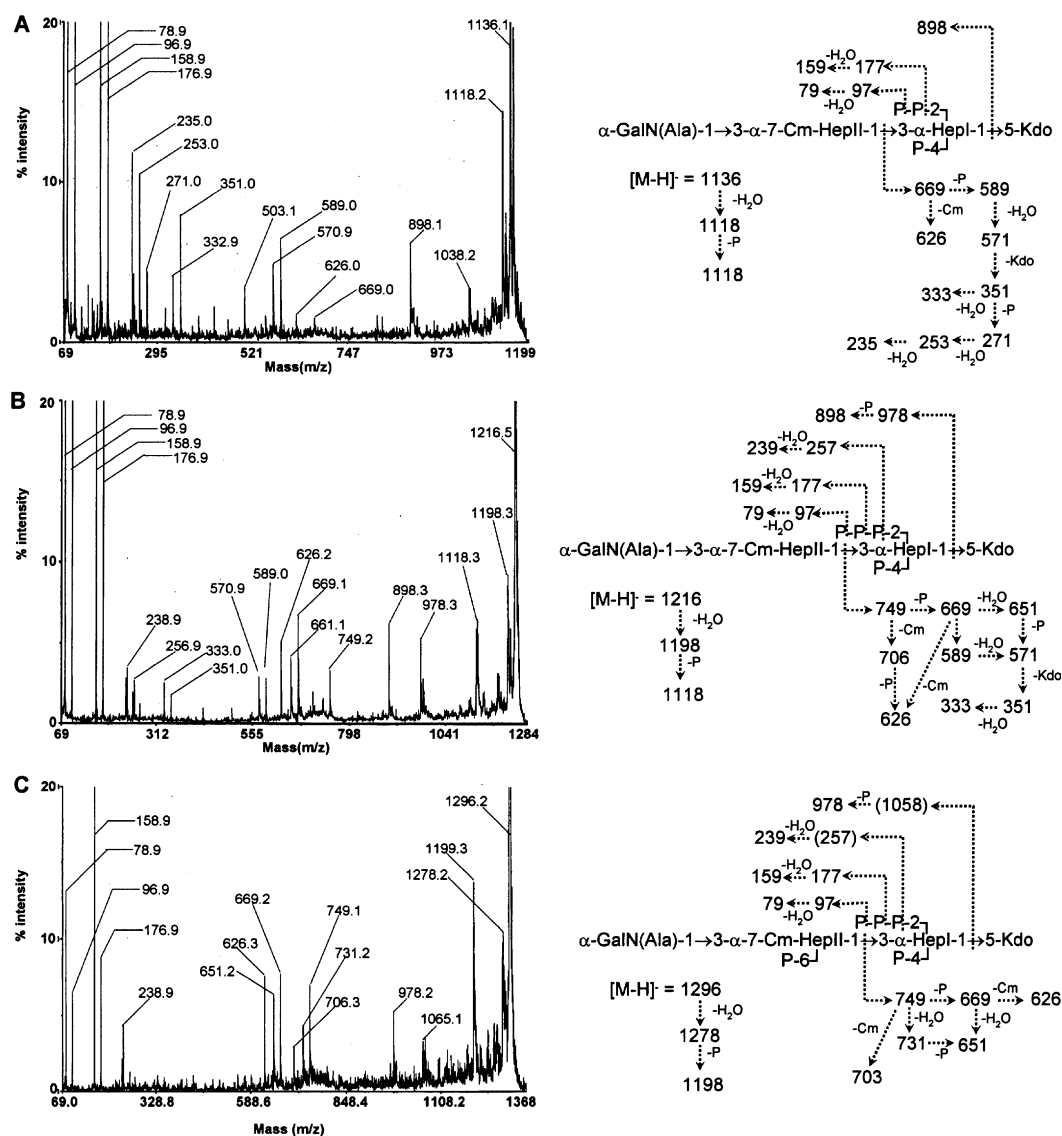 A
20
78.9
96.9
158.9
176.9
235.0
253.0
271.0
351.0
332.9
503.1
589.0
570.9
626.0
669.0
898.1
1038.2
1118.2
1136.1
% intensity
10
0
69 295 521 747 973 1199
Mass(m/z)
898
-H2O
159 177
79 97
-H2O
P-P-2
α-GalN(Ala)-1→3-α-7-Cm-HepII-1→3-α-HepI-1→5-Kdo
P-4
[M-H]- = 1136
-H2O
1118
-P
1118
669 -P 589
-Cm -H2O
626 571
-Kdo
333 351
-H2O -P
235 253 271
-H2O -H2O
B
20
78.9
96.9
158.9
176.9
238.9
256.9
333.0
351.0
570.9
589.0
626.2
669.1
661.1
749.2
898.3
978.3
1118.3
1198.3
1216.5
% intensity
10
0
69 312 555 798 1041 1284
Mass(m/z)
898 -P 978
-H2O
239 257
-H2O
159 177
79 97
-H2O
P-P-P-2
α-GalN(Ala)-1→3-α-7-Cm-HepII-1→3-α-HepI-1→5-Kdo
P-4
[M-H]- = 1216
-H2O
1198
-P
1118
749 -P 669 -H2O 651
-Cm -P
706 589 -H2O 571
-P -Cm -Kdo
626 333 351
-H2O
C
20
158.9
78.9
96.9
176.9
238.9
669.2
626.3
651.2
749.1
731.2
706.3
978.2
1065.1
1199.3
1278.2
1296.2
% intensity
10
0
69.0 328.8 588.6 848.4 1108.2 1368
Mass (m/z)
978 -P (1058)
-H2O
239 (257)
-H2O
159 177
79 97
-H2O
P-P-P-2
α-GalN(Ala)-1→3-α-7-Cm-HepII-1→3-α-HepI-1→5-Kdo
P-6 P-4
[M-H]- = 1296
-H2O
1278
-P
1198
749 -P 669 -Cm 626
-Cm -H2O -H2O
731 -P 651
703